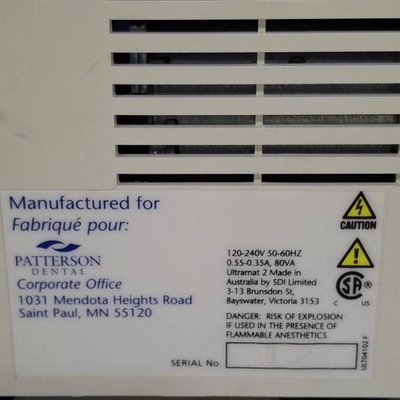 Manufactured for
Fabriqué pour:
PATTERSON
DENTAL
Corporate Office
1031 Mendota Heights Road
Saint Paul, MN 55120
120-240V 50-60HZ
0.55-0.35A, 80VA
Ultramat 2 Made in
Australia by SDI Limited
3-13 Brunsdon St,
Bayswater, Victoria 3153
DANGER: RISK OF EXPLOSION
IF USED IN THE PRESENCE OF
FLAMMABLE ANESTHETICS
SERIAL No.
CAUTION
SA
C US
ULT04102 F